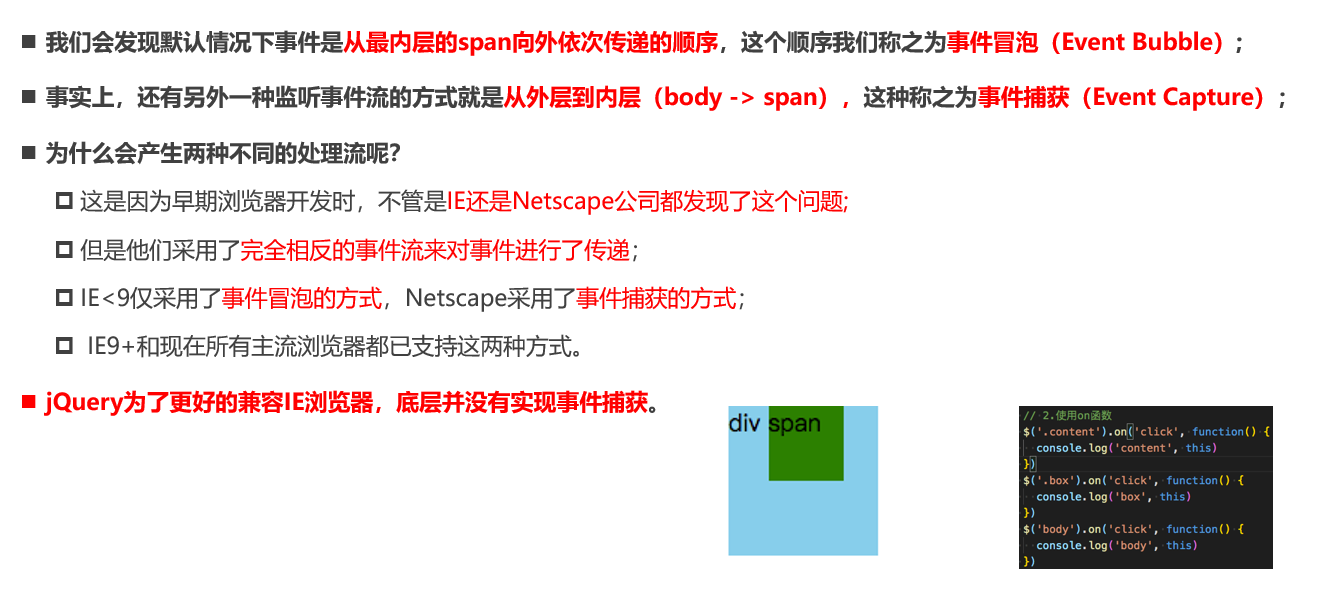 我们会发现默认情况下事件是从最内层的span向外依次传递的顺序，这个顺序我们称之为事件冒泡（Event Bubble）；
事实上，还有另外一种监听事件流的方式就是从外层到内层（body -> span），这种称之为事件捕获（Event Capture）；
为什么会产生两种不同的处理流呢？
这是因为早期浏览器开发时，不管是IE还是Netscape公司都发现了这个问题;
但是他们采用了完全相反的事件流来对事件进行了传递；
IE<9仅采用了事件冒泡的方式，Netscape采用了事件捕获的方式；
IE9+和现在所有主流浏览器都已支持这两种方式。
jQuery为了更好的兼容IE浏览器，底层并没有实现事件捕获。
div span
// 2.使用on函数
$('.content').on('click', function() {
console.log('content', this)
})
$('.box').on('click', function() {
console.log('box', this)
})
$('body').on('click', function() {
console.log('body', this)
})